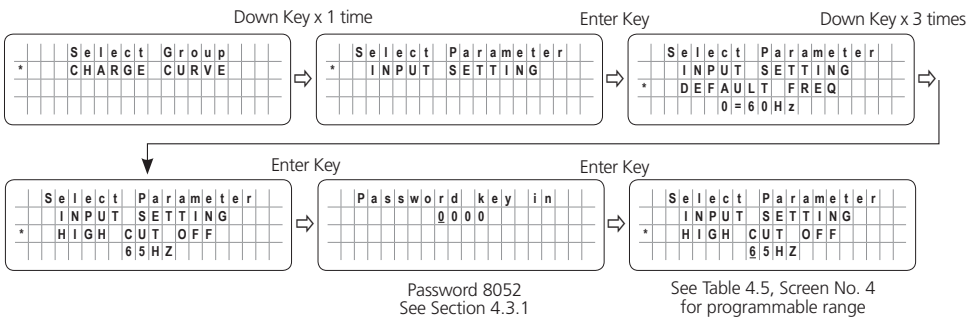 Down Key x 1 time
Enter Key
Down Key x 3 times
Select Group
* CHARGE CURVE
Select Parameter
* INPUT SETTING
Select Parameter
INPUT SETTING
* DEFAULT FREQ
0=60Hz
Enter Key
Enter Key
Select Parameter
INPUT SETTING
* HIGH CUT OFF
65HZ
Password key in
0000
Select Parameter
INPUT SETTING
* HIGH CUT OFF
65HZ
Password 8052
See Section 4.3.1
See Table 4.5, Screen No. 4
for programmable range